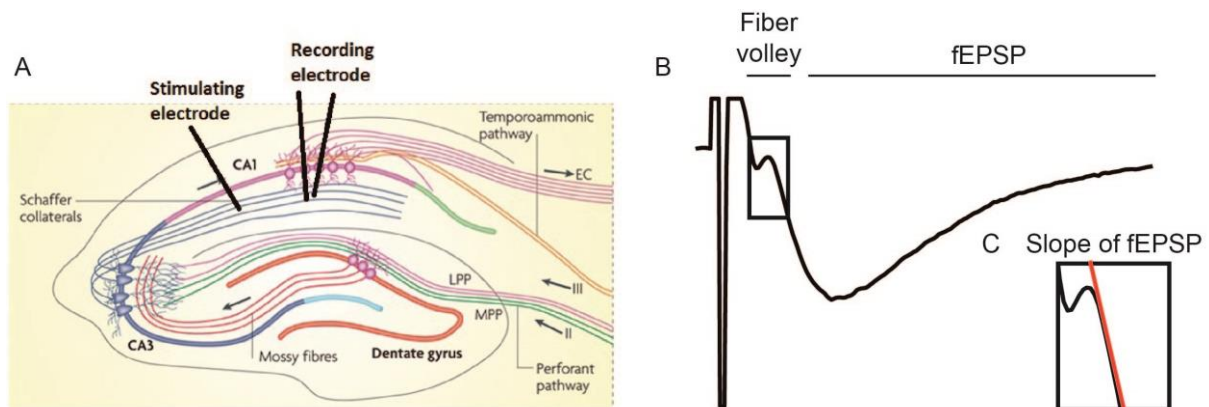 A
Recording
electrode
Stimulating
electrode
Temporoammonic
pathway
CA1
EC
Schaffer
collaterals
LPP
III
MPP
II
CA3
Mossy fibres
Dentate gyrus
Perforant
pathway
B
Fiber
volley
fEPSP
C
Slope of fEPSP